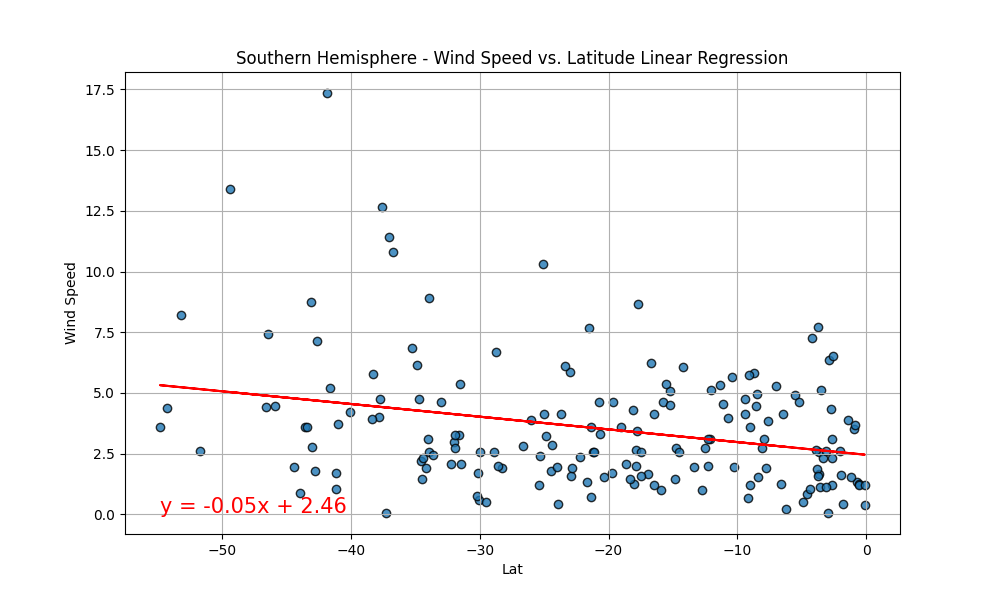 Southern Hemisphere - Wind Speed vs. Latitude Linear Regression
17.5
15.0
12.5
10.0
7.5
5.0
2.5
0.0
Wind Speed
y = -0.05x + 2.46
−50 −40 −30 −20 −10 0
Lat